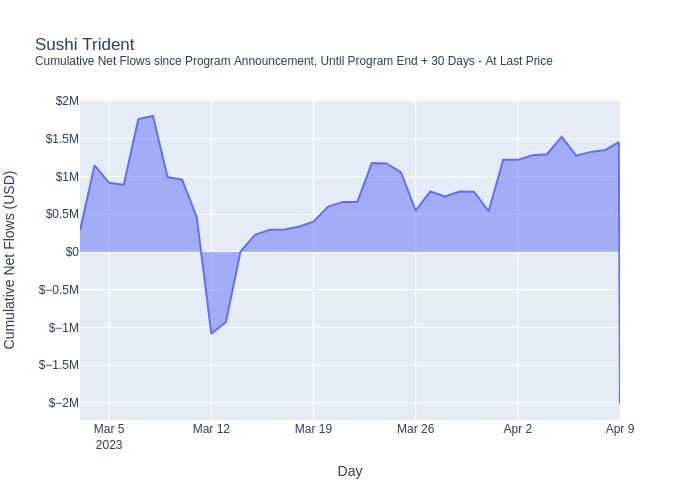 Sushi Trident
Cumulative Net Flows since Program Announcement, Until Program End + 30 Days - At Last Price
Cumulative Net Flows (USD)
$2M
$1.5M
$1M
$0.5M
$0
$−0.5M
$−1M
$−1.5M
$−2M
Mar 5
2023
Mar 12
Mar 19
Mar 26
Apr 2
Apr 9
Day